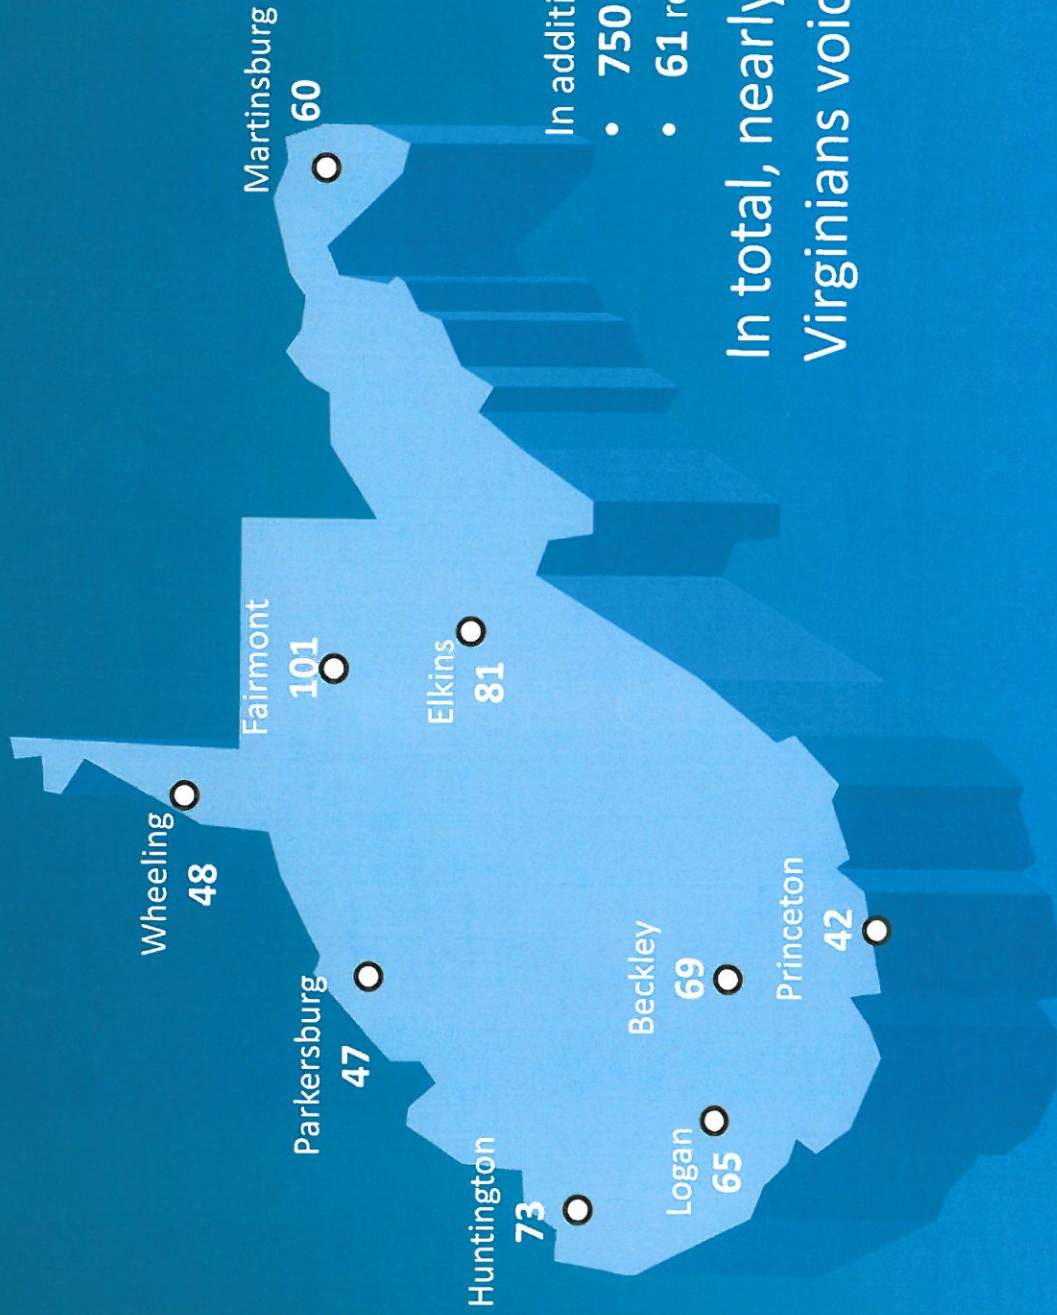 Wheeling
48
Martinsburg
60
Fairmont
101
Parkersburg
47
Elkins
81
Huntington
73
Beckley
69
Logan
65
Princeton
42
In additi
• 750
• 61 r
In total, nearly
Virginians voic